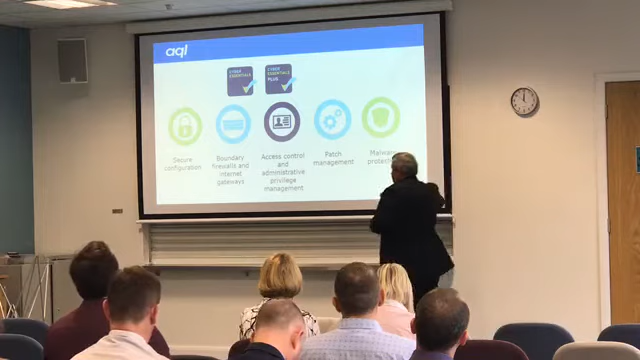 aql
CYBER
ESSENTIALS
CYBER
ESSENTIALS
PLUS
Secure
configuration
Boundary
firewalls and
internet
gateways
Access control
and
administrative
privilege
management
Patch
management
Malware